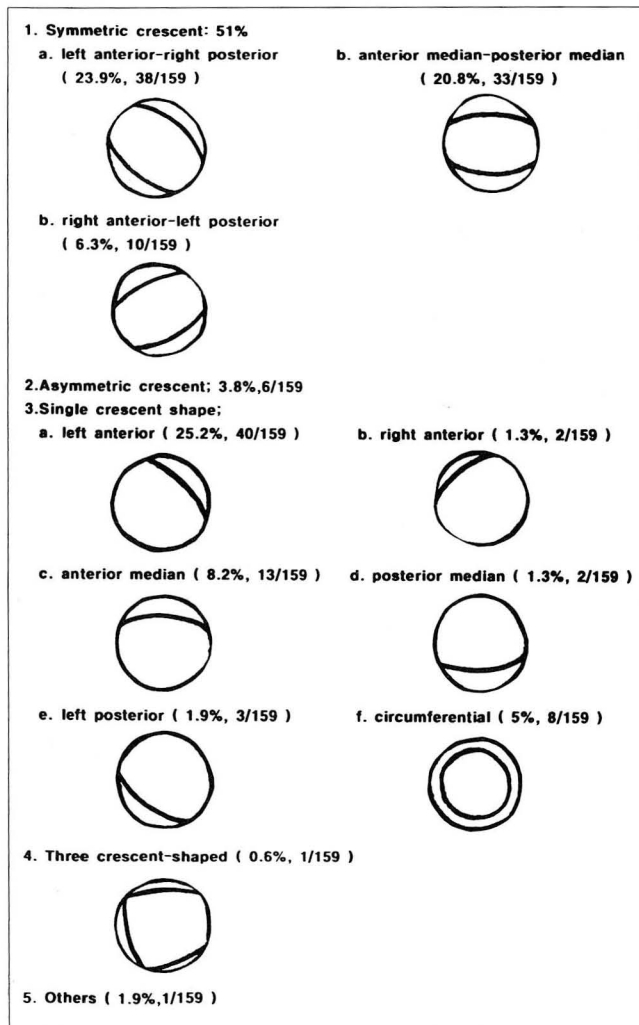 1. Symmetric crescent: 51%
a. left anterior-right posterior
( 23.9%, 38/159 )
b. anterior median-posterior median
( 20.8%, 33/159 )
b. right anterior-left posterior
( 6.3%, 10/159 )
2.Asymmetric crescent; 3.8%,6/159
3.Single crescent shape;
a. left anterior ( 25.2%, 40/159 )
b. right anterior ( 1.3%, 2/159 )
c. anterior median ( 8.2%, 13/159 )
d. posterior median ( 1.3%, 2/159 )
e. left posterior ( 1.9%, 3/159 )
f. circumferential ( 5%, 8/159 )
4. Three crescent-shaped ( 0.6%, 1/159 )
5. Others ( 1.9%,1/159 )